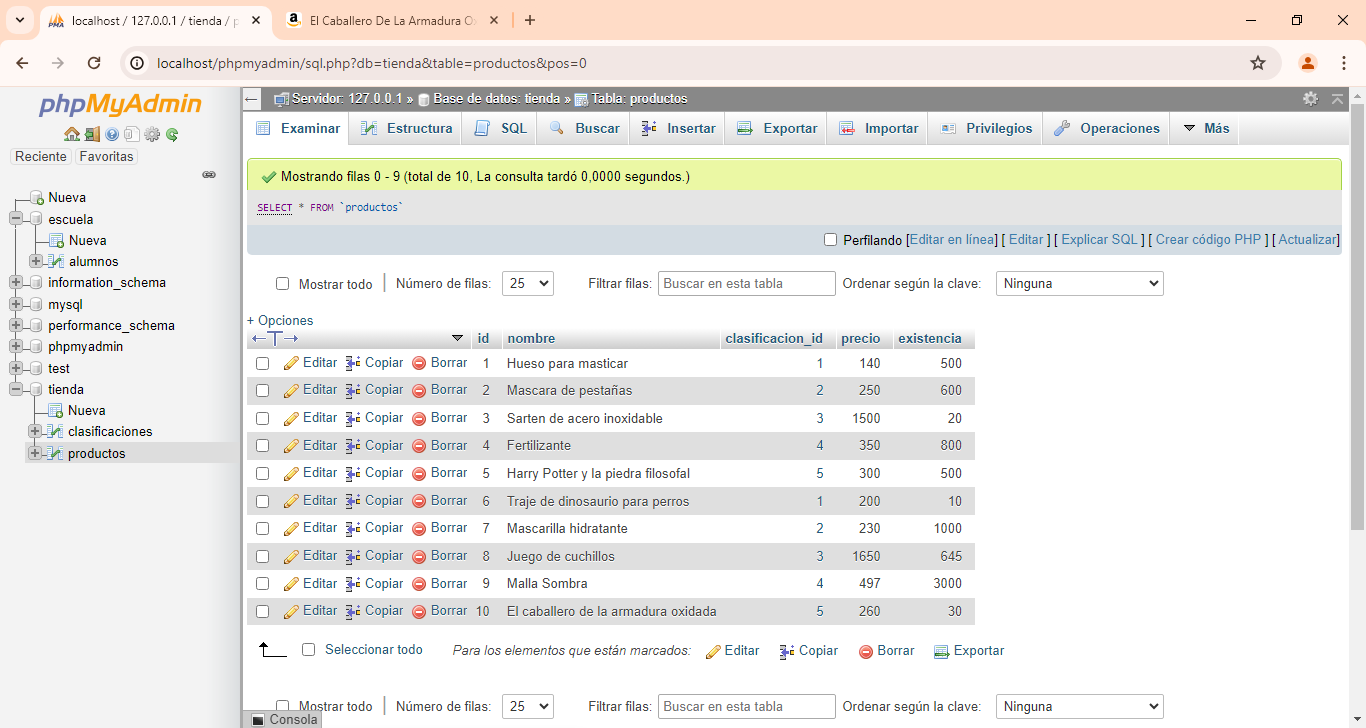 localhost / 127.0.0.1 / tienda / p
El Caballero De La Armadura Ox
localhost/phpmyadmin/sql.php?db=tienda&table=productos&pos=0
phpMyAdmin
Reciente Favoritas
Nueva
escuela
Nueva
alumnos
information_schema
mysql
performance_schema
phpmyadmin
test
tienda
Nueva
clasificaciones
productos
Servidor: 127.0.0.1 » Base de datos: tienda » Tabla: productos
Examinar Estructura SQL Buscar Insertar Exportar Importar Privilegios Operaciones Más
Mostrando filas 0 - 9 (total de 10, La consulta tardó 0,0000 segundos.)
SELECT * FROM `productos`
Perfilando [Editar en línea] [ Editar ] [ Explicar SQL ] [ Crear código PHP ] [ Actualizar]
Mostrar todo | Número de filas: 25 Filtrar filas: Buscar en esta tabla Ordenar según la clave: Ninguna
+ Opciones
←T→ id nombre clasificacion_id precio existencia
Editar Copiar Borrar 1 Hueso para masticar 1 140 500
Editar Copiar Borrar 2 Mascara de pestañas 2 250 600
Editar Copiar Borrar 3 Sarten de acero inoxidable 3 1500 20
Editar Copiar Borrar 4 Fertilizante 4 350 800
Editar Copiar Borrar 5 Harry Potter y la piedra filosofal 5 300 500
Editar Copiar Borrar 6 Traje de dinosaurio para perros 1 200 10
Editar Copiar Borrar 7 Mascarilla hidratante 2 230 1000
Editar Copiar Borrar 8 Juego de cuchillos 3 1650 645
Editar Copiar Borrar 9 Malla Sombra 4 497 3000
Editar Copiar Borrar 10 El caballero de la armadura oxidada 5 260 30
Seleccionar todo Para los elementos que están marcados: Editar Copiar Borrar Exportar
Mostrar todo | Número de filas: 25 Filtrar filas: Buscar en esta tabla Ordenar según la clave: Ninguna
Consola